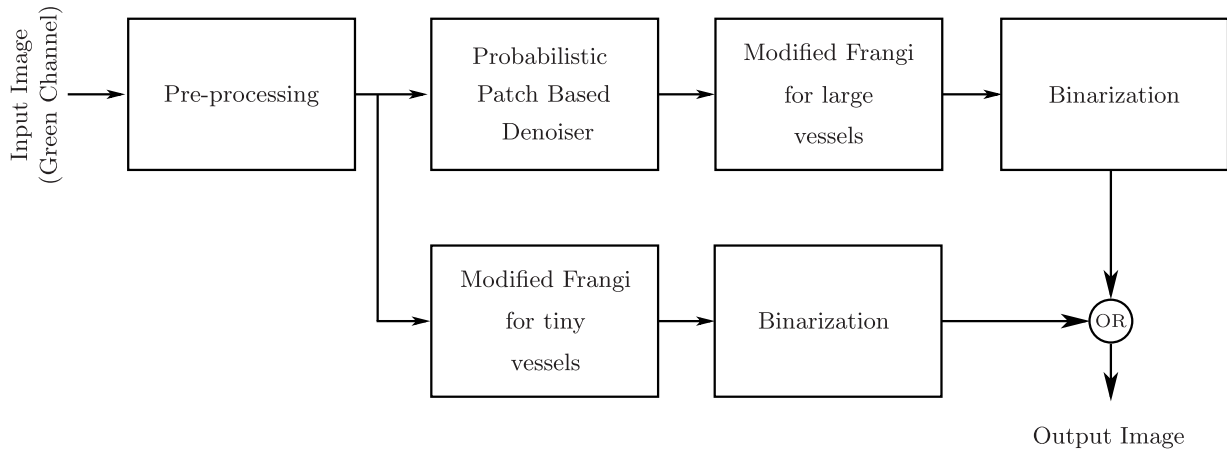 Input Image
(Green Channel)
Pre-processing
Probabilistic
Patch Based
Denoiser
Modified Frangi
for large
vessels
Binarization
Modified Frangi
for tiny
vessels
Binarization
OR
Output Image